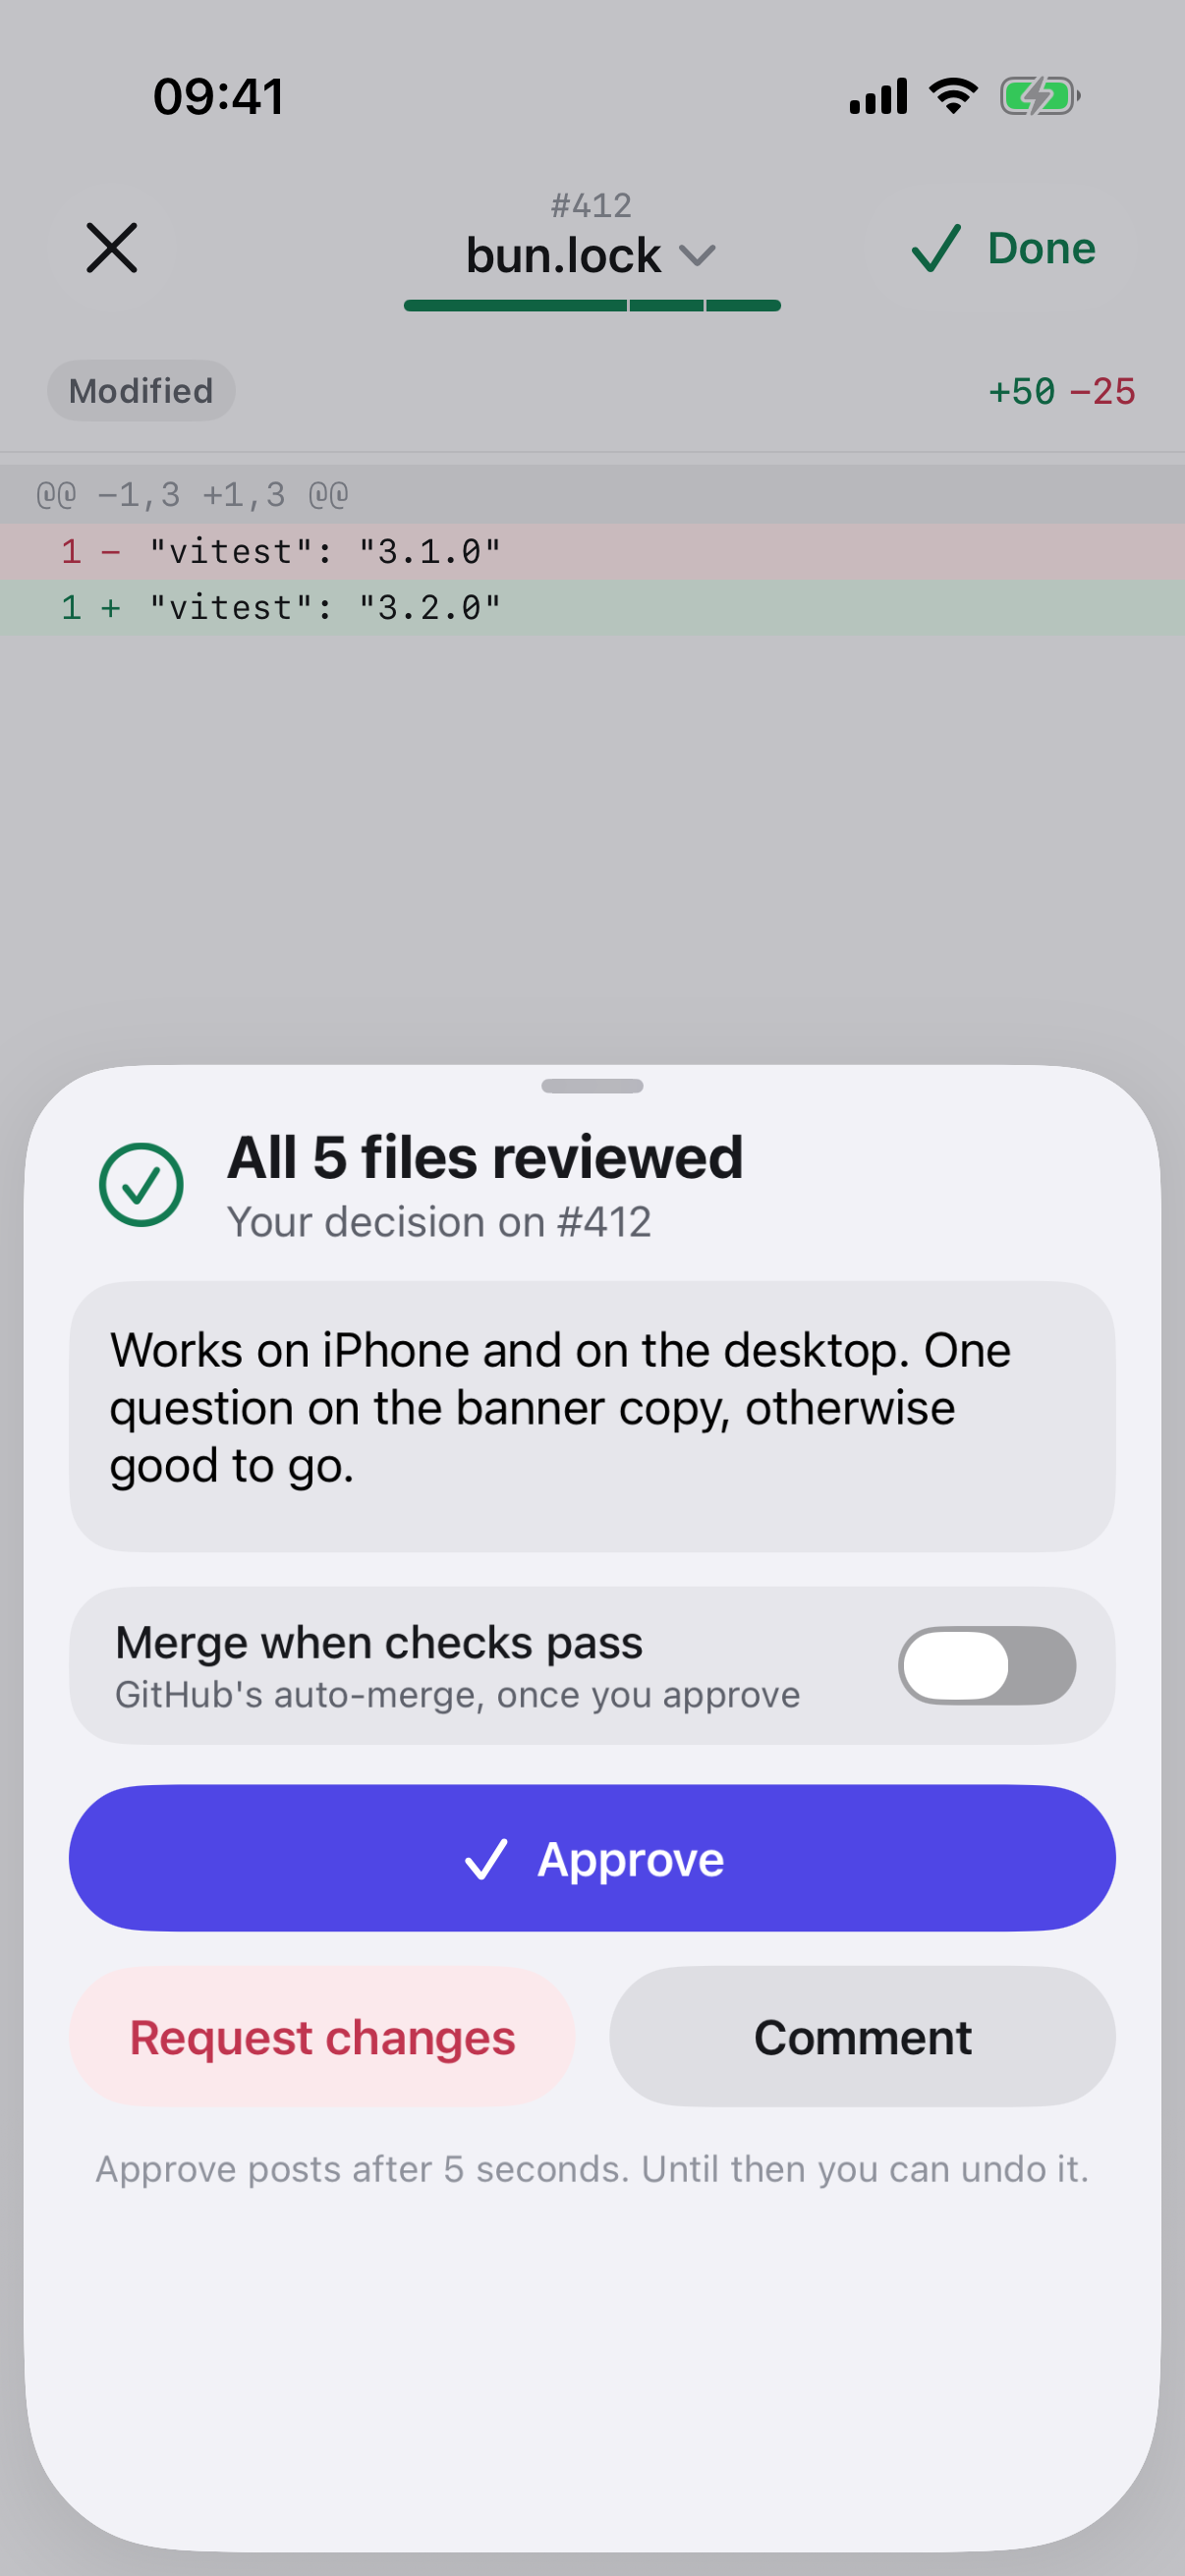 09:41
#412
bun.lock
Done
Modified
+50 −25
@@ −1,3 +1,3 @@
1 − "vitest": "3.1.0"
1 + "vitest": "3.2.0"
All 5 files reviewed
Your decision on #412
Works on iPhone and on the desktop. One
question on the banner copy, otherwise
good to go.
Merge when checks pass
GitHub's auto-merge, once you approve
Approve
Request changes
Comment
Approve posts after 5 seconds. Until then you can undo it.